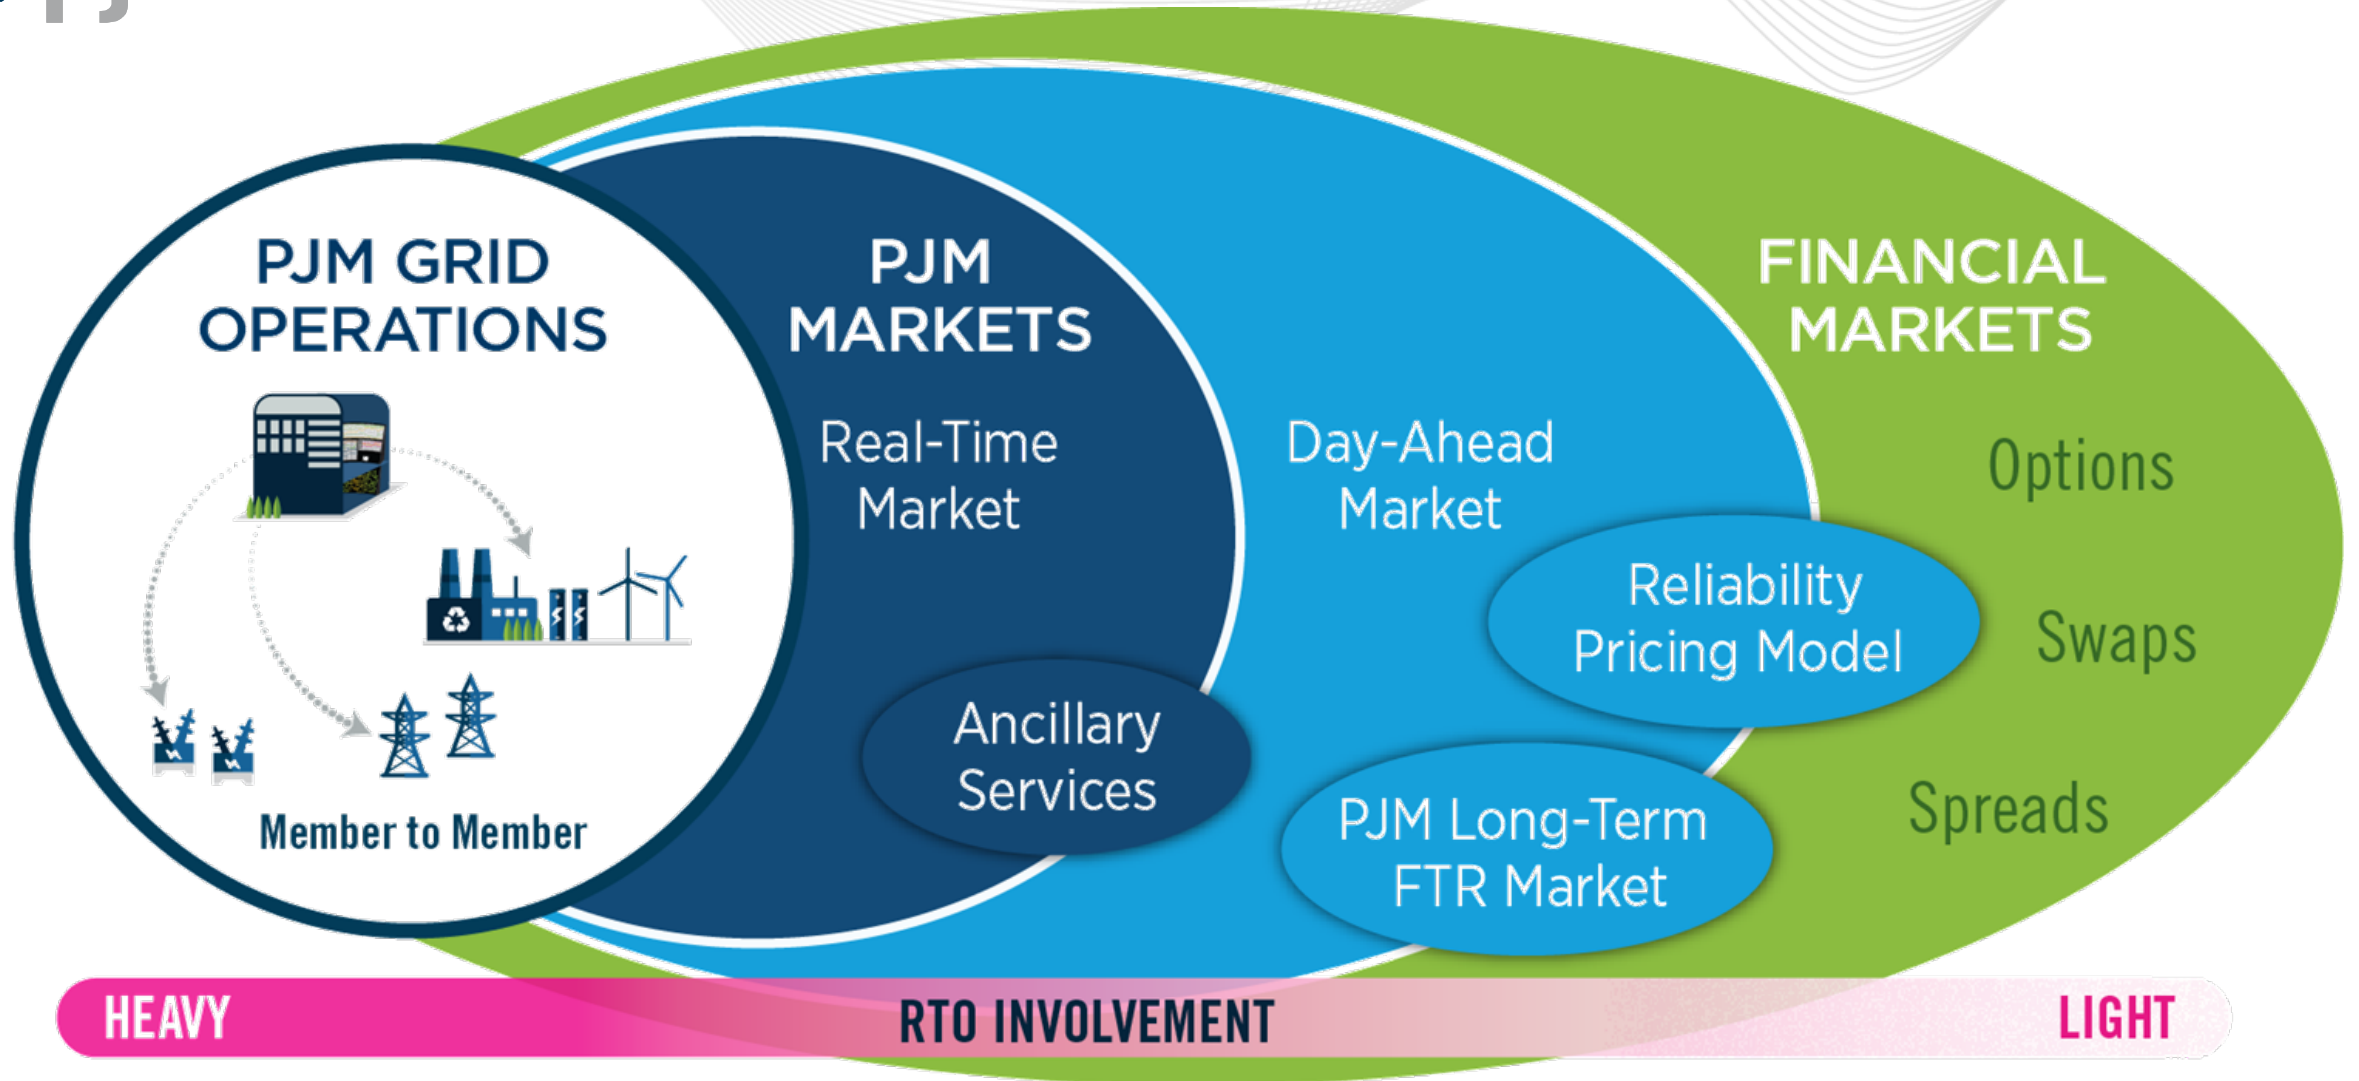 PJM GRID
OPERATIONS
Member to Member
PJM
MARKETS
Real-Time
Market
Ancillary
Services
Day-Ahead
Market
Reliability
Pricing Model
PJM Long-Term
FTR Market
FINANCIAL
MARKETS
Options
Swaps
Spreads
HEAVY
RTO INVOLVEMENT
LIGHT